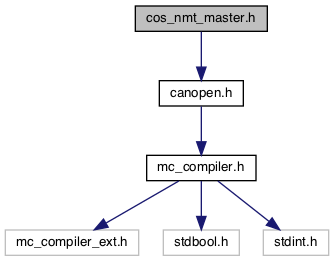 cos_nmt_master.h
canopen.h
mc_compiler.h
mc_compiler_ext.h
stdbool.h
stdint.h